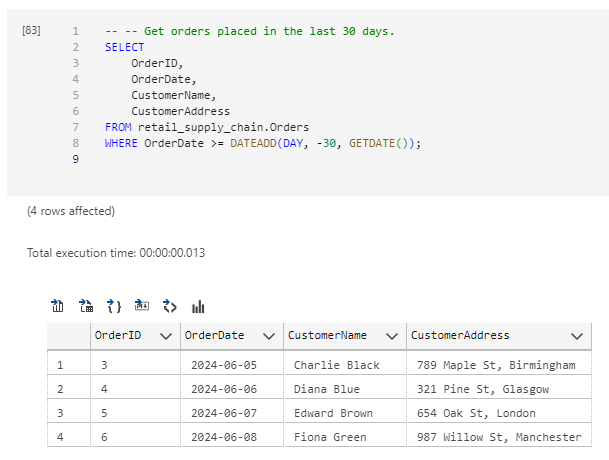 [83]
1 -- -- Get orders placed in the last 30 days.
2 SELECT
3 OrderID,
4 OrderDate,
5 CustomerName,
6 CustomerAddress
7 FROM retail_supply_chain.Orders
8 WHERE OrderDate >= DATEADD(DAY, -30, GETDATE());
9
(4 rows affected)
Total execution time: 00:00:00.013
OrderID OrderDate CustomerName CustomerAddress
1 3 2024-06-05 Charlie Black 789 Maple St, Birmingham
2 4 2024-06-06 Diana Blue 321 Pine St, Glasgow
3 5 2024-06-07 Edward Brown 654 Oak St, London
4 6 2024-06-08 Fiona Green 987 Willow St, Manchester